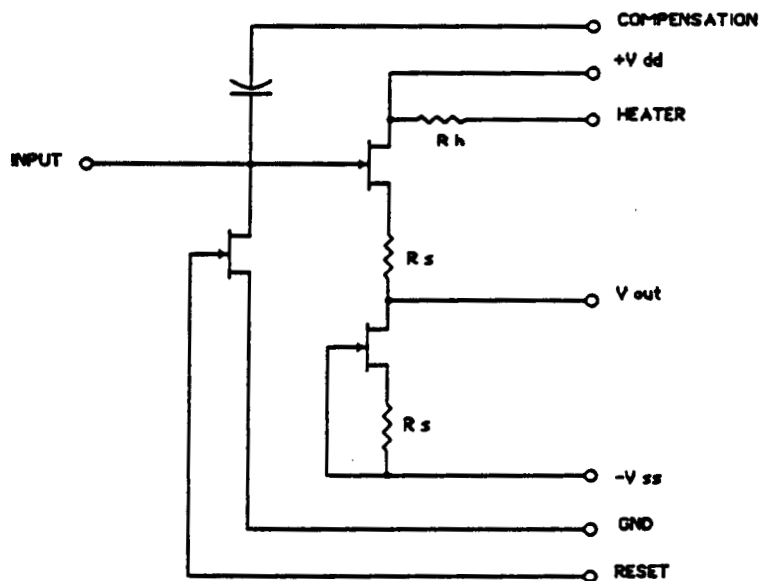 COMPENSATION
+V dd
HEATER
R h
INPUT
R s
V out
R s
-V ss
GND
RESET